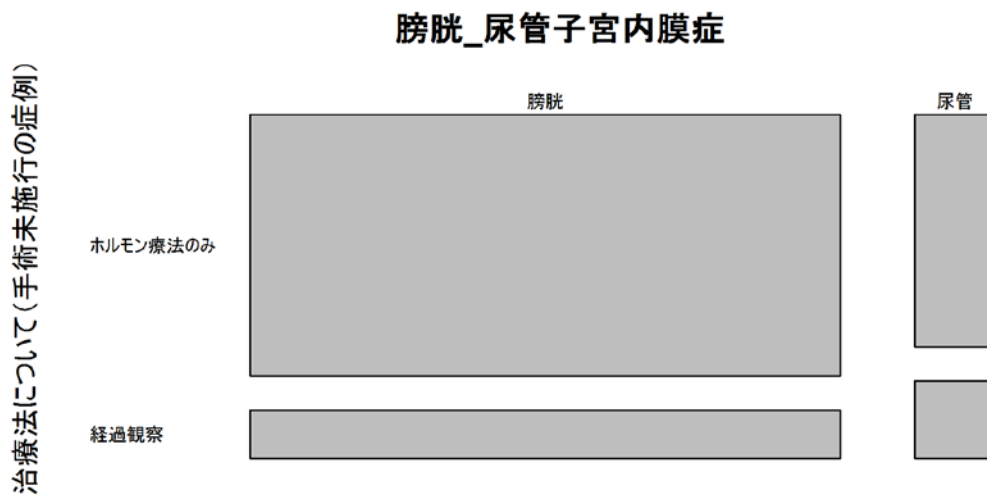 膀胱_尿管子宮内膜症
治療法について(手術未施行の症例)
膀胱
尿管
ホルモン療法のみ
経過観察